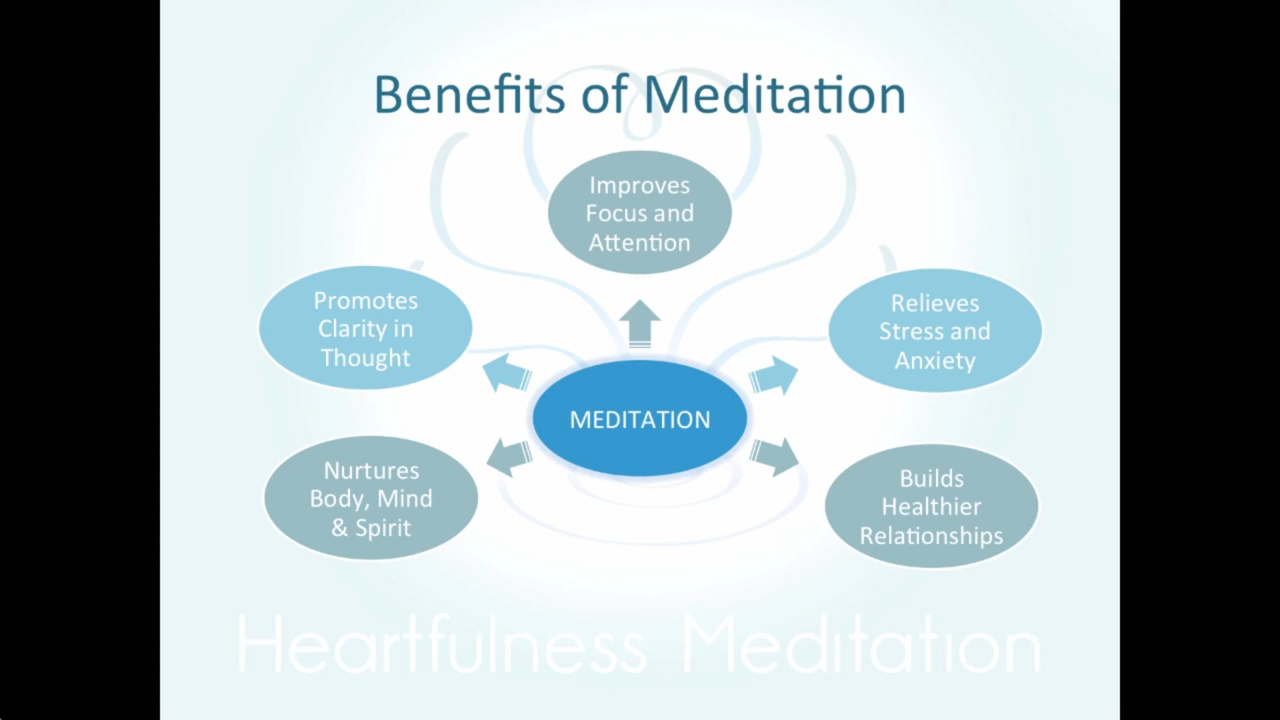 Benefits of Meditation
Improves
Focus and
Attention
Promotes
Clarity in
Thought
Relieves
Stress and
Anxiety
MEDITATION
Nurtures
Body, Mind
& Spirit
Builds
Healthier
Relationships
Heartfulness Meditation